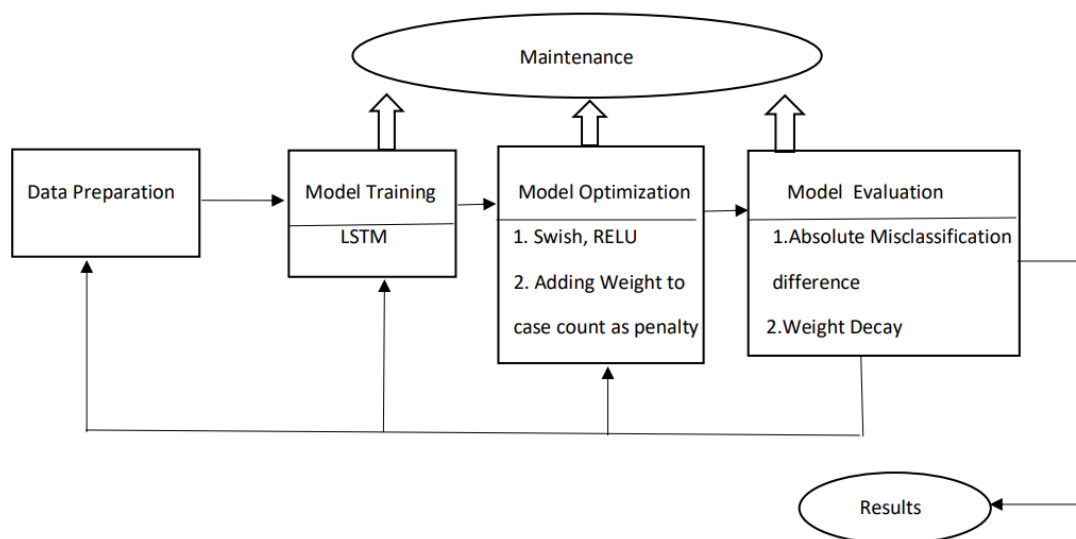 Maintenance
Data Preparation
Model Training
LSTM
Model Optimization
1. Swish, RELU
2. Adding Weight to
case count as penalty
Model Evaluation
1.Absolute Misclassification
difference
2.Weight Decay
Results